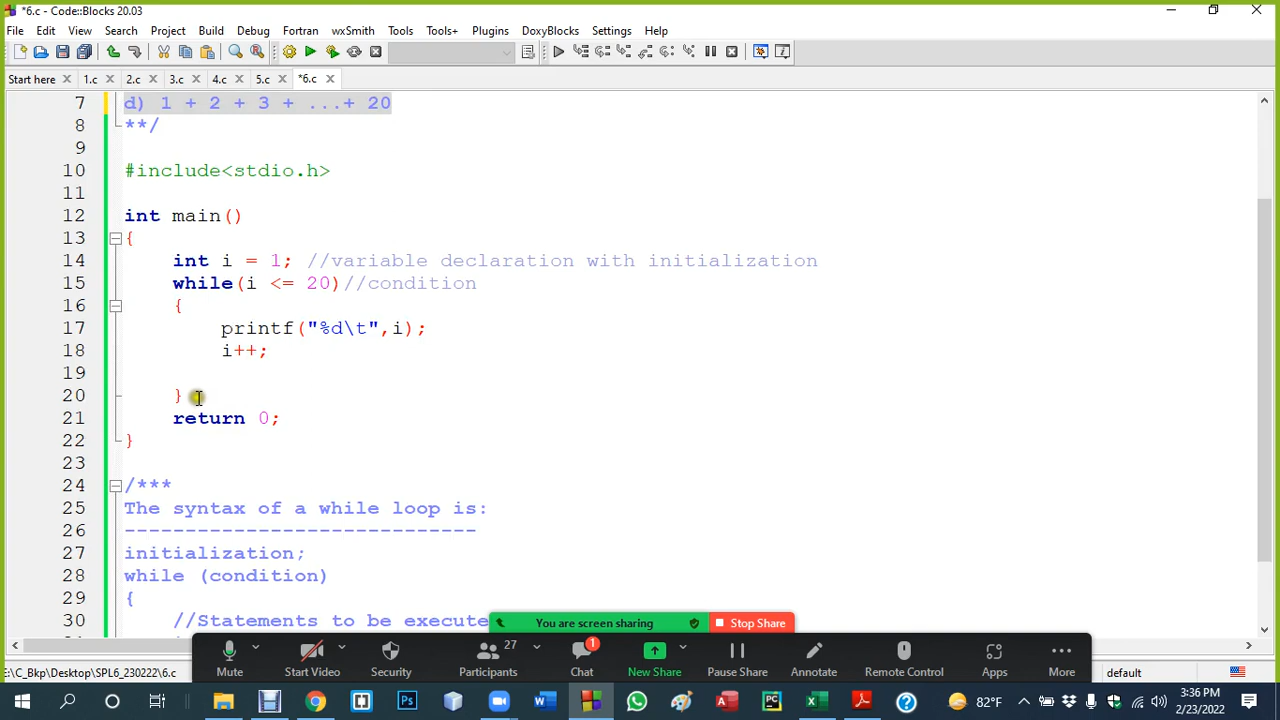 *6.c - Code::Blocks 20.03
File Edit View Search Project Build Debug Fortran wxSmith Tools Tools+ Plugins DoxyBlocks Settings Help
Start here 1.c 2.c 3.c 4.c 5.c *6.c
7 d) 1 + 2 + 3 + ...+ 20
8 **/
9
10 #include<stdio.h>
11
12 int main()
13 {
14 int i = 1; //variable declaration with initialization
15 while(i <= 20)//condition
16 {
17 printf("%d\t",i);
18 i++;
19
20 }
21 return 0;
22 }
23
24 /***
25 The syntax of a while loop is:
26 -----------------------------
27 initialization;
28 while (condition)
29 {
30 //Statements to be execute
You are screen sharing Stop Share
1
27
Mute Start Video Security Participants Chat New Share Pause Share Annotate Remote Control Apps More
E:\C_Bkp\Desktop\SPL6_230222\6.c
default
82°F
3:36 PM
2/23/2022